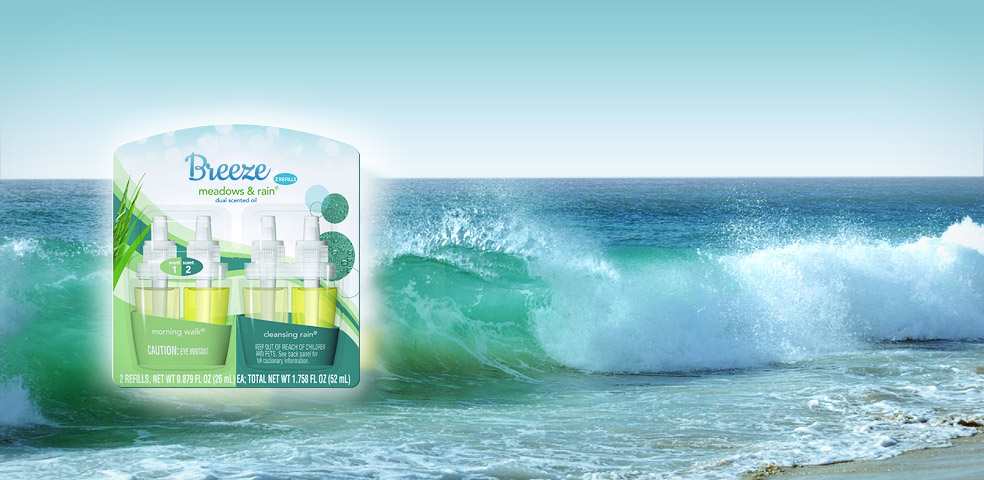 Breeze
2 REFILLS
meadows & rain®
dual scented oil
scent 1
scent 2
morning walk®
cleansing rain®
CAUTION: EYE IRRITANT
KEEP OUT OF REACH OF CHILDREN
AND PETS. See back panel for
cautionary information.
2 REFILLS, NET WT 0.879 FL OZ (26 mL) EA; TOTAL NET WT 1.758 FL OZ (52 mL)